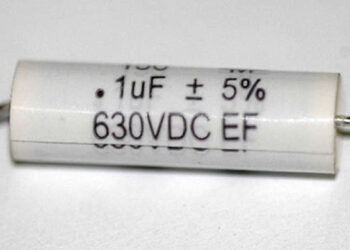 .1uF ± 5%
630VDC EF